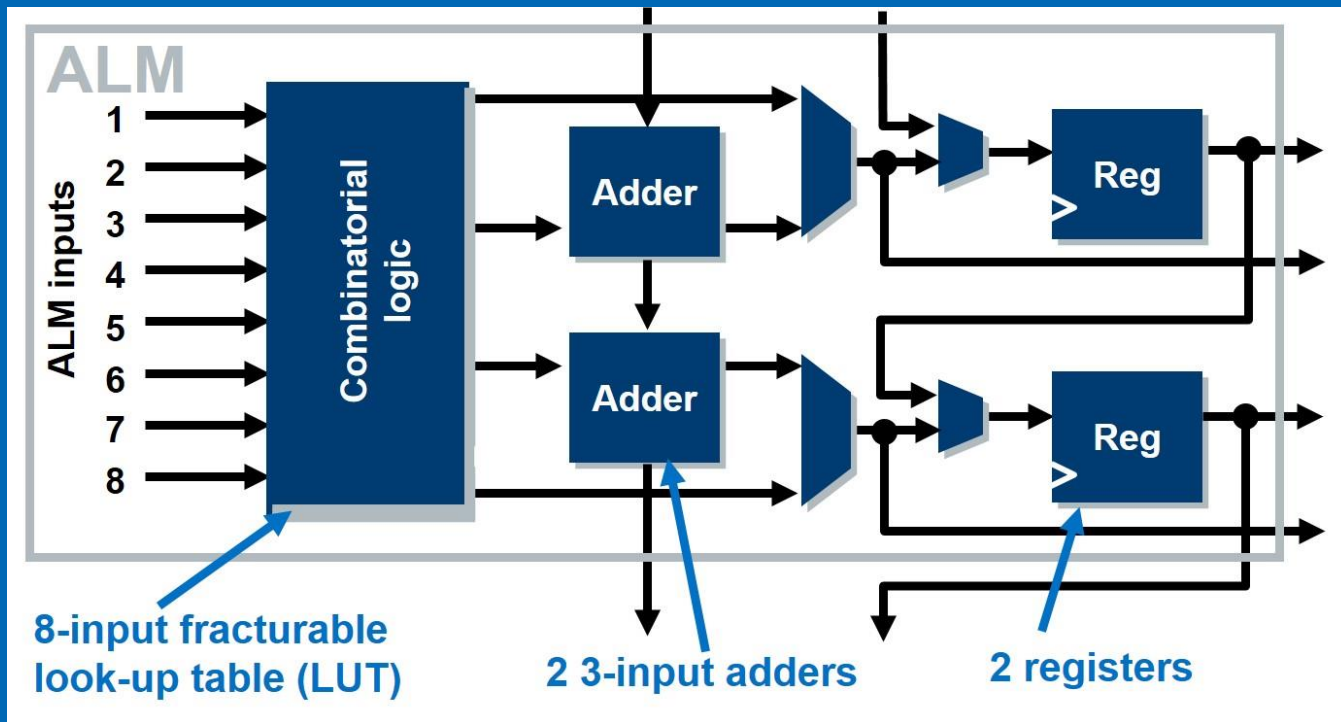 ALM
ALM inputs
1
2
3
4
5
6
7
8
Combinatorial
logic
Adder
Adder
Reg
Reg
8-input fracturable
look-up table (LUT)
2 3-input adders
2 registers